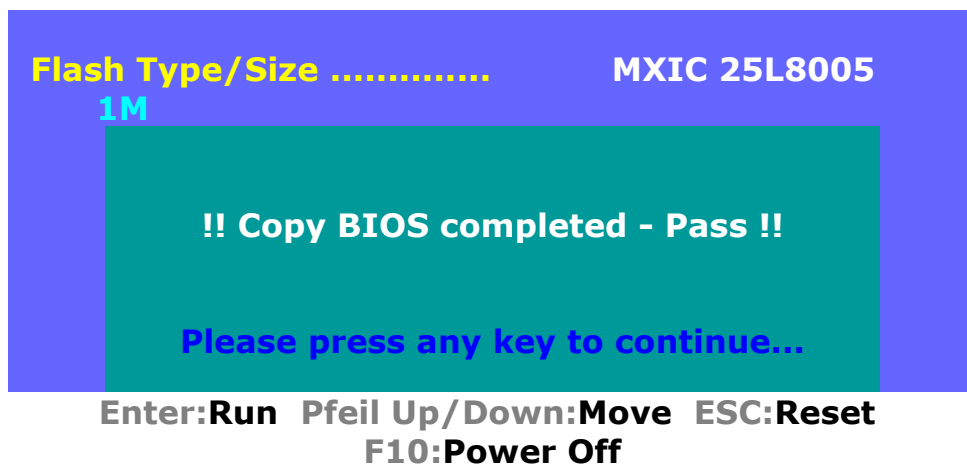 Flash Type/Size .............. MXIC 25L8005
1M
!! Copy BIOS completed - Pass !!
Please press any key to continue...
Enter:Run Pfeil Up/Down:Move ESC:Reset
F10:Power Off